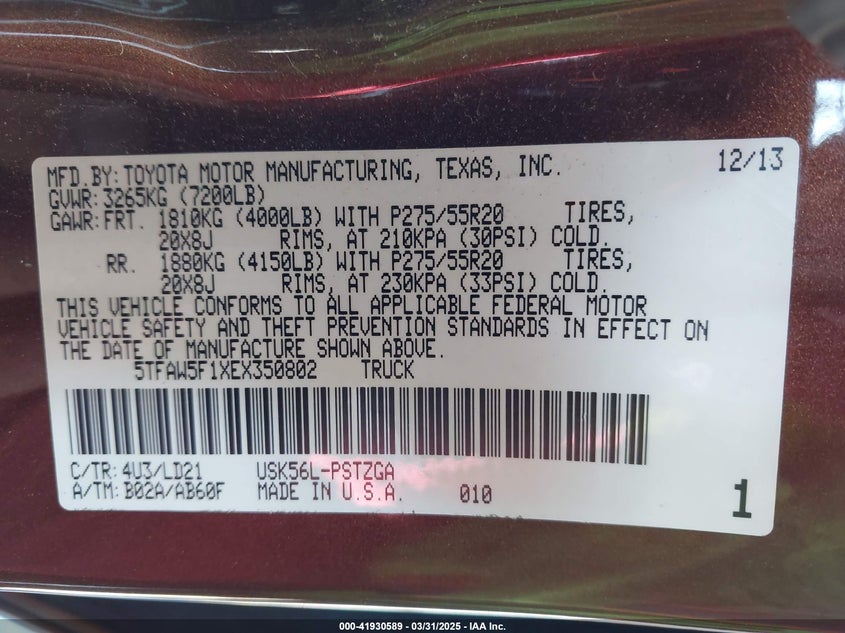 MFD.BY:TOYOTA MOTOR MANUFACTURING, TEXAS, INC. 12/13
GVWR:3265KG (7200LB)
GAWR:FRT. 1810KG (4000LB) WITH P275/55R20 TIRES,
20X8J RIMS, AT 210KPA (30PSI) COLD.
RR. 1880KG (4150LB) WITH P275/55R20 TIRES,
20X8J RIMS, AT 230KPA (33PSI) COLD.
THIS VEHICLE CONFORMS TO ALL APPLICABLE FEDERAL MOTOR
VEHICLE SAFETY AND THEFT PREVENTION STANDARDS IN EFFECT ON
THE DATE OF MANUFACTURE SHOWN ABOVE.
5TFAW5F1XEX350802 TRUCK
C/TR: 4U3/LD21 USK56L-PSTZGA
A/TM: B02A/AB60F MADE IN U.S.A. 010
1
000-41930589 - 03/31/2025 - IAA Inc.